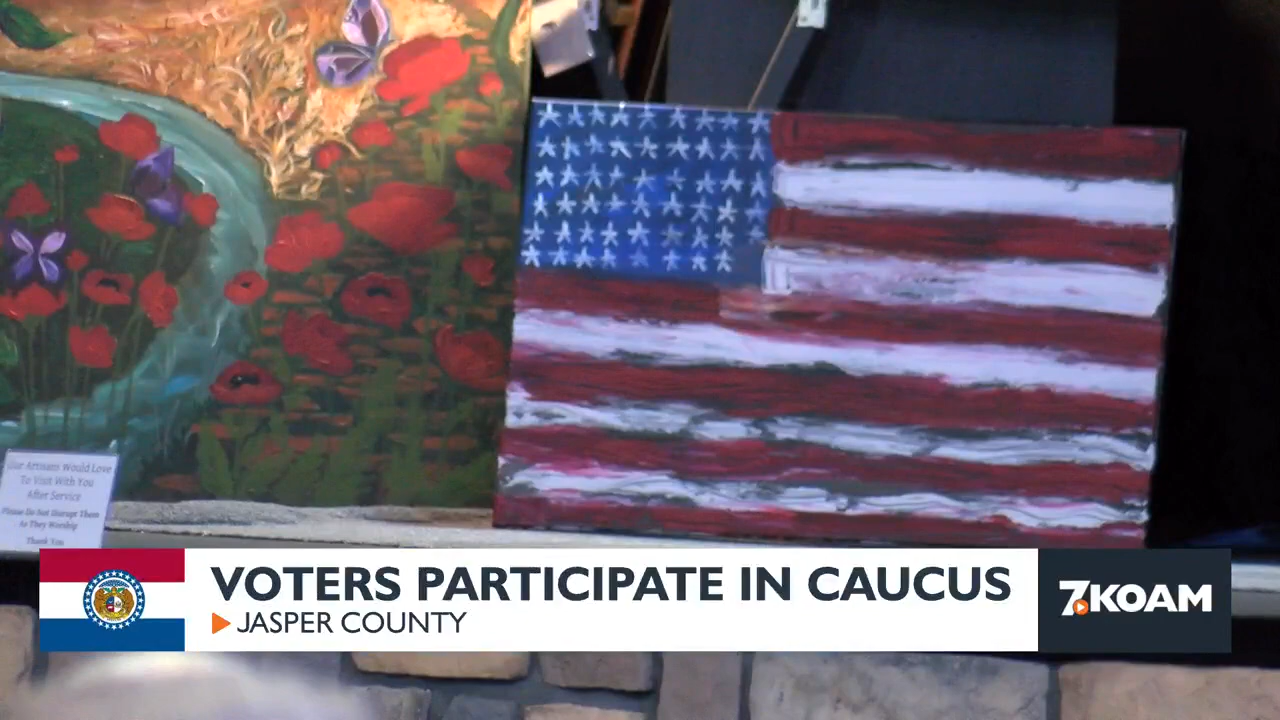 Our Artisans Would Love
To Visit With You
After Service
Please Do Not Disrupt Them
As They Worship
Thank You
VOTERS PARTICIPATE IN CAUCUS
JASPER COUNTY
7KOAM